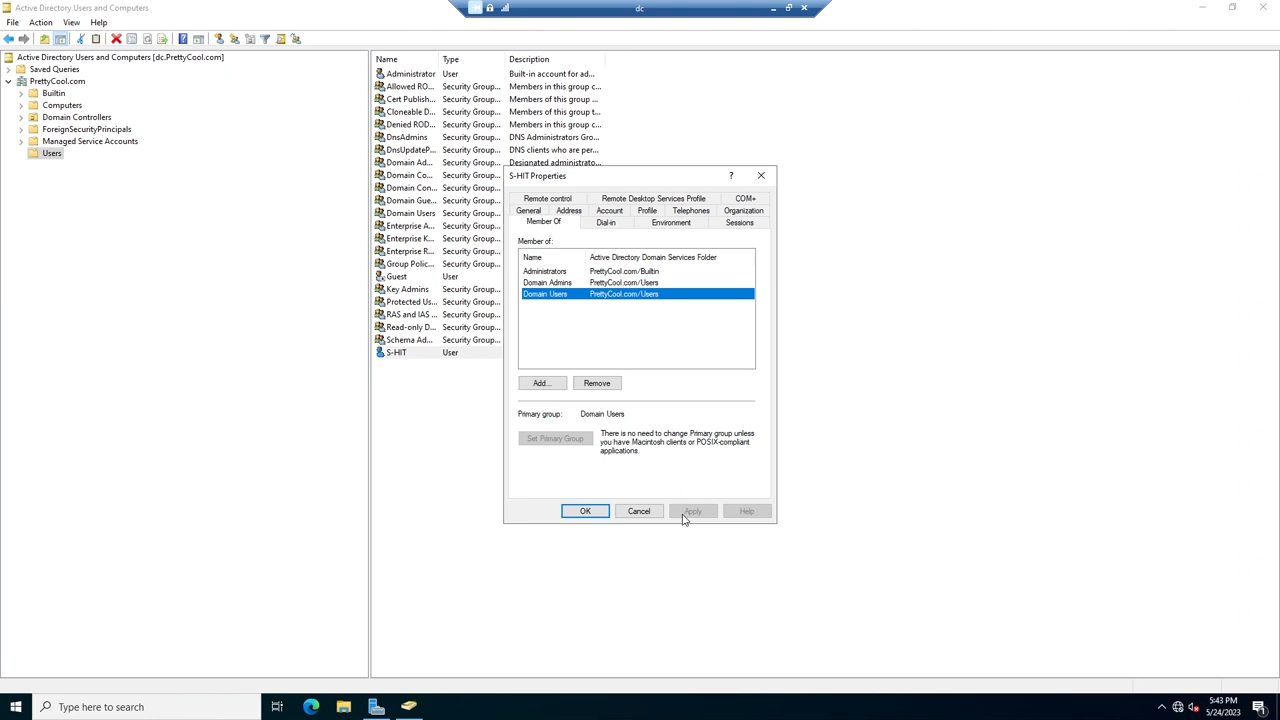 Active Directory Users and Computers
dc
File Action View Help
Active Directory Users and Computers [dc.PrettyCool.com]
Saved Queries
PrettyCool.com
Builtin
Computers
Domain Controllers
ForeignSecurityPrincipals
Managed Service Accounts
Users
Name Type Description
Administrator User Built-in account for ad...
Allowed RO... Security Group... Members in this group c...
Cert Publish... Security Group... Members of this group ...
Cloneable D... Security Group... Members of this group t...
Denied ROD... Security Group... Members in this group c...
DnsAdmins Security Group... DNS Administrators Gro...
DnsUpdateP... Security Group... DNS clients who are per...
Domain Ad... Security Group... Designated administrato...
Domain Co... Security Group...
Domain Con... Security Group...
Domain Gue... Security Group...
Domain Users Security Group...
Enterprise A... Security Group...
Enterprise K... Security Group...
Enterprise R... Security Group...
Group Polic... Security Group...
Guest User
Key Admins Security Group...
Protected Us... Security Group...
RAS and IAS ... Security Group...
Read-only D... Security Group...
Schema Ad... Security Group...
S-HIT User
S-HIT Properties ?
Remote control Remote Desktop Services Profile COM+
General Address Account Profile Telephones Organization
Member Of Dial-in Environment Sessions
Member of:
Name Active Directory Domain Services Folder
Administrators PrettyCool.com/Builtin
Domain Admins PrettyCool.com/Users
Domain Users PrettyCool.com/Users
Add... Remove
Primary group: Domain Users
Set Primary Group
There is no need to change Primary group unless
you have Macintosh clients or POSIX-compliant
applications.
OK Cancel Apply Help
Type here to search
5:43 PM
5/24/2023
1